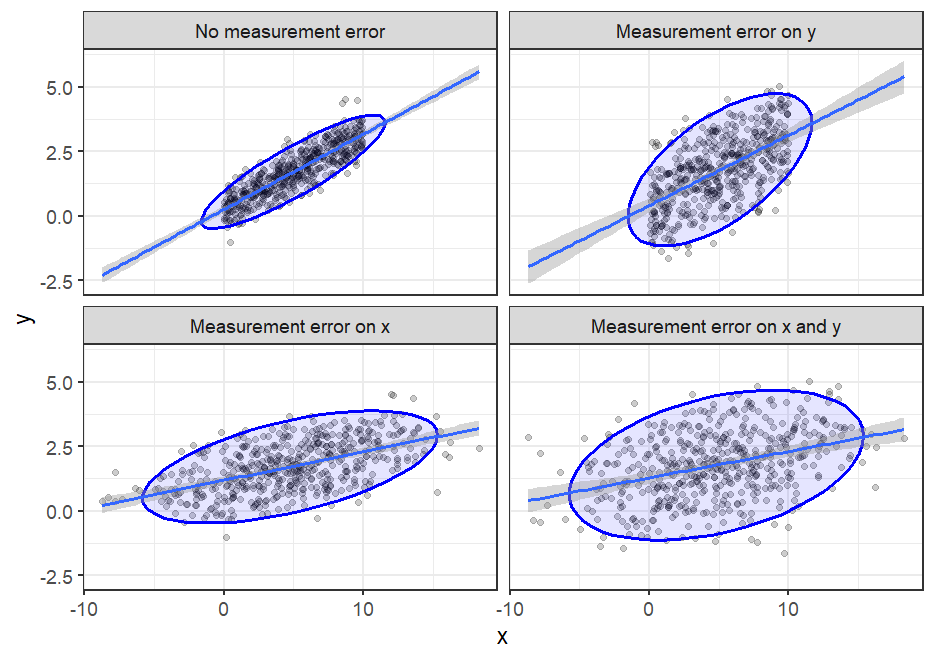 No measurement error
Measurement error on y
5.0
2.5
0.0
-2.5
Measurement error on x
Measurement error on x and y
5.0
2.5
0.0
-2.5
y
-10 0 10 -10 0 10
x